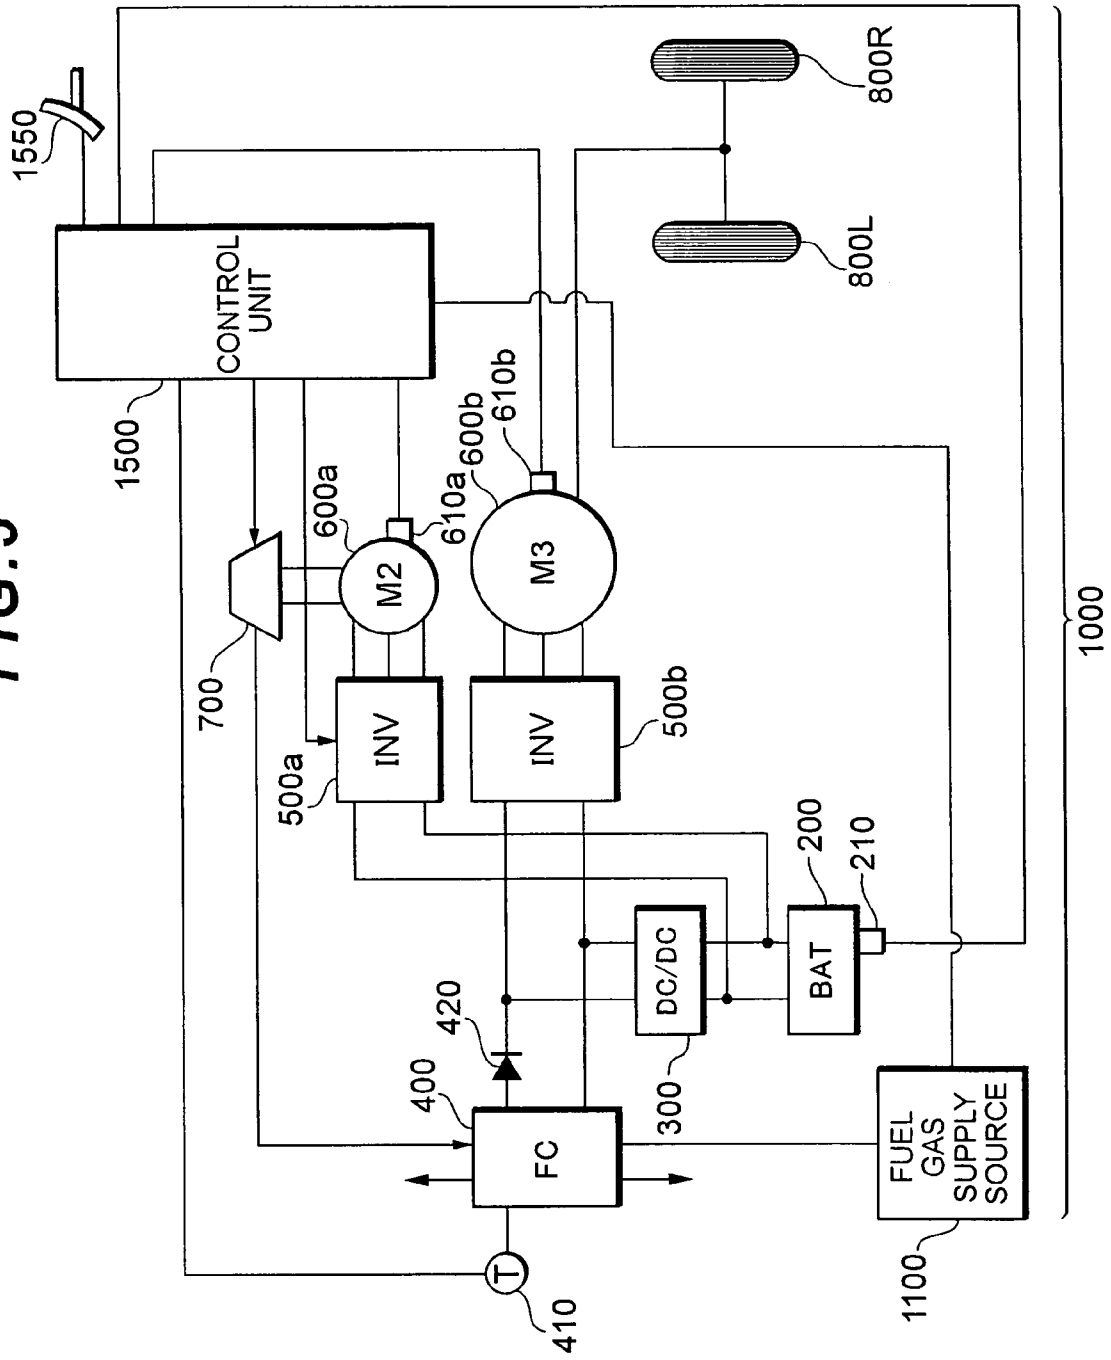 FIG.
1550
1500
CONTROL
UNIT
700
600a
610a
M2
500a
INV
600b
610b
M3
INV
500b
800R
800L
410
T
400
FC
420
300
DC/DC
200
210
BAT
1100
FUEL
GAS
SUPPLY
SOURCE
1000